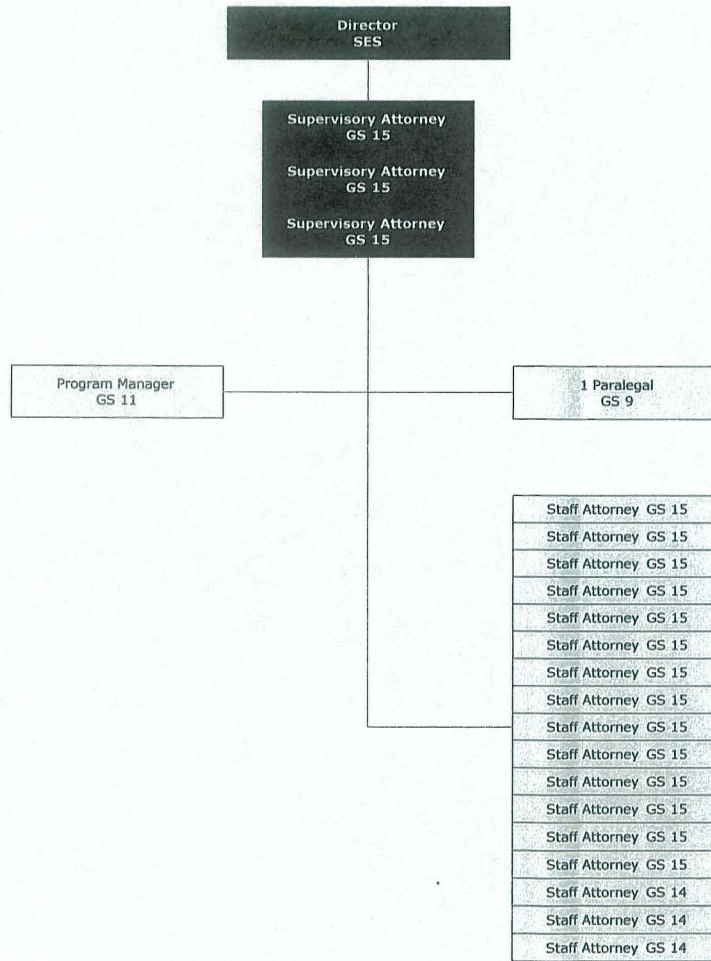 Director
SES
Supervisory Attorney
GS 15
Supervisory Attorney
GS 15
Supervisory Attorney
GS 15
Program Manager
GS 11
1 Paralegal
GS 9
Staff Attorney GS 15
Staff Attorney GS 15
Staff Attorney GS 15
Staff Attorney GS 15
Staff Attorney GS 15
Staff Attorney GS 15
Staff Attorney GS 15
Staff Attorney GS 15
Staff Attorney GS 15
Staff Attorney GS 15
Staff Attorney GS 15
Staff Attorney GS 15
Staff Attorney GS 15
Staff Attorney GS 15
Staff Attorney GS 14
Staff Attorney GS 14
Staff Attorney GS 14